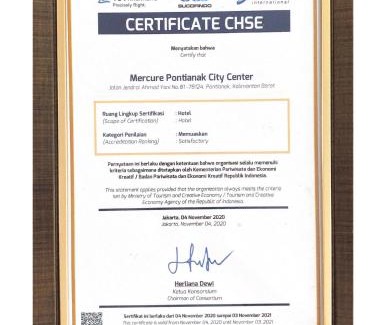 Precisely Right.
SUCOFINDO
International
CERTIFICATE CHSE
Menyatakan bahwa
Certify that
Mercure Pontianak City Center
Jalan Jendral Ahmad Yani No.91-78124, Pontianak, Kalimantan Barat
Ruang Lingkup Sertifikasi : Hotel
(Scope of Certification) : Hotel
Kategori Penilaian : Memuaskan
(Accreditation Ranking) : Satisfactory
Pernyataan ini berlaku dengan ketentuan bahwa organisasi selalu memenuhi
kriteria sebagaimana ditetapkan oleh Kementerian Pariwisata dan Ekonomi
Kreatif / Badan Pariwisata dan Ekonomi Kreatif Republik Indonesia.
This statement applies provided that the organization always meets the criteria
set by Ministry of Tourism and Creative Economy / Tourism and Creative
Economy Agency of the Republic of Indonesia.
Jakarta, 04 November 2020
Jakarta, November 04, 2020
Herliana Dewi
Ketua Konsorsium
Chairman of Consortium
Sertifikat ini berlaku dari 04 November 2020 sampai 03 November 2021
This certificate is valid from November 04, 2020 until November 03, 2021